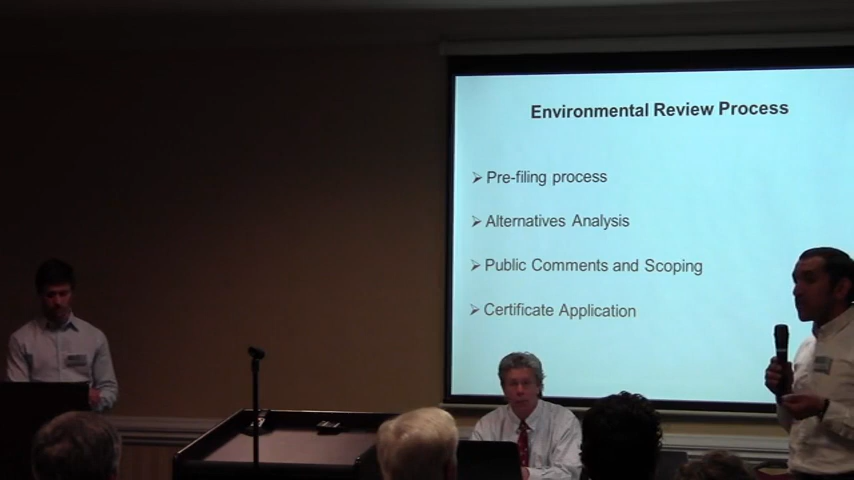 Environmental Review Process
➢ Pre-filing process
➢ Alternatives Analysis
➢ Public Comments and Scoping
➢ Certificate Application